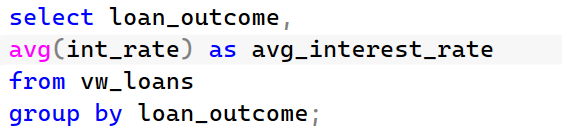 select loan_outcome,
avg(int_rate) as avg_interest_rate
from vw_loans
group by loan_outcome;